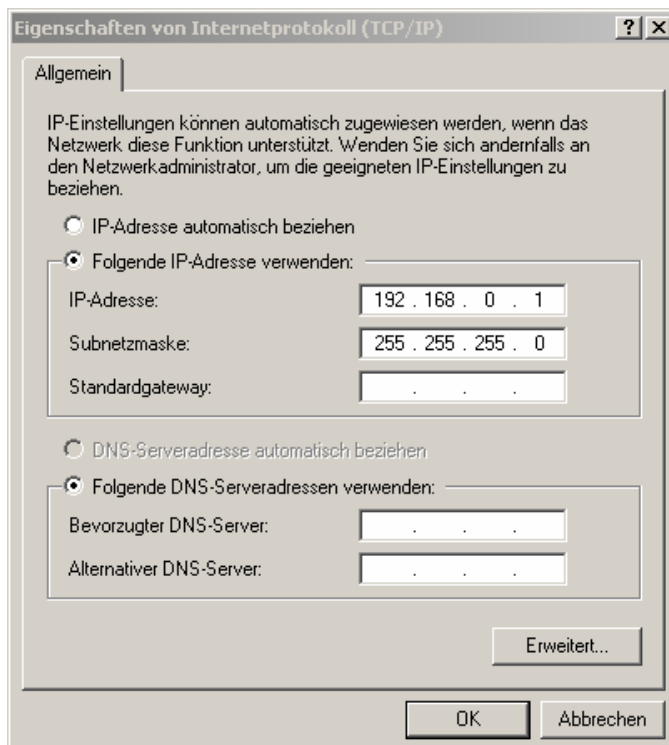 Eigenschaften von Internetprotokoll (TCP/IP)
Allgemein
IP-Einstellungen können automatisch zugewiesen werden, wenn das
Netzwerk diese Funktion unterstützt. Wenden Sie sich andernfalls an
den Netzwerkadministrator, um die geeigneten IP-Einstellungen zu
beziehen.
IP-Adresse automatisch beziehen
Folgende IP-Adresse verwenden:
IP-Adresse: 192 . 168 . 0 . 1
Subnetzmaske: 255 . 255 . 255 . 0
Standardgateway: . . .
DNS-Serveradresse automatisch beziehen
Folgende DNS-Serveradressen verwenden:
Bevorzugter DNS-Server: . . .
Alternativer DNS-Server: . . .
Erweitert...
OK Abbrechen